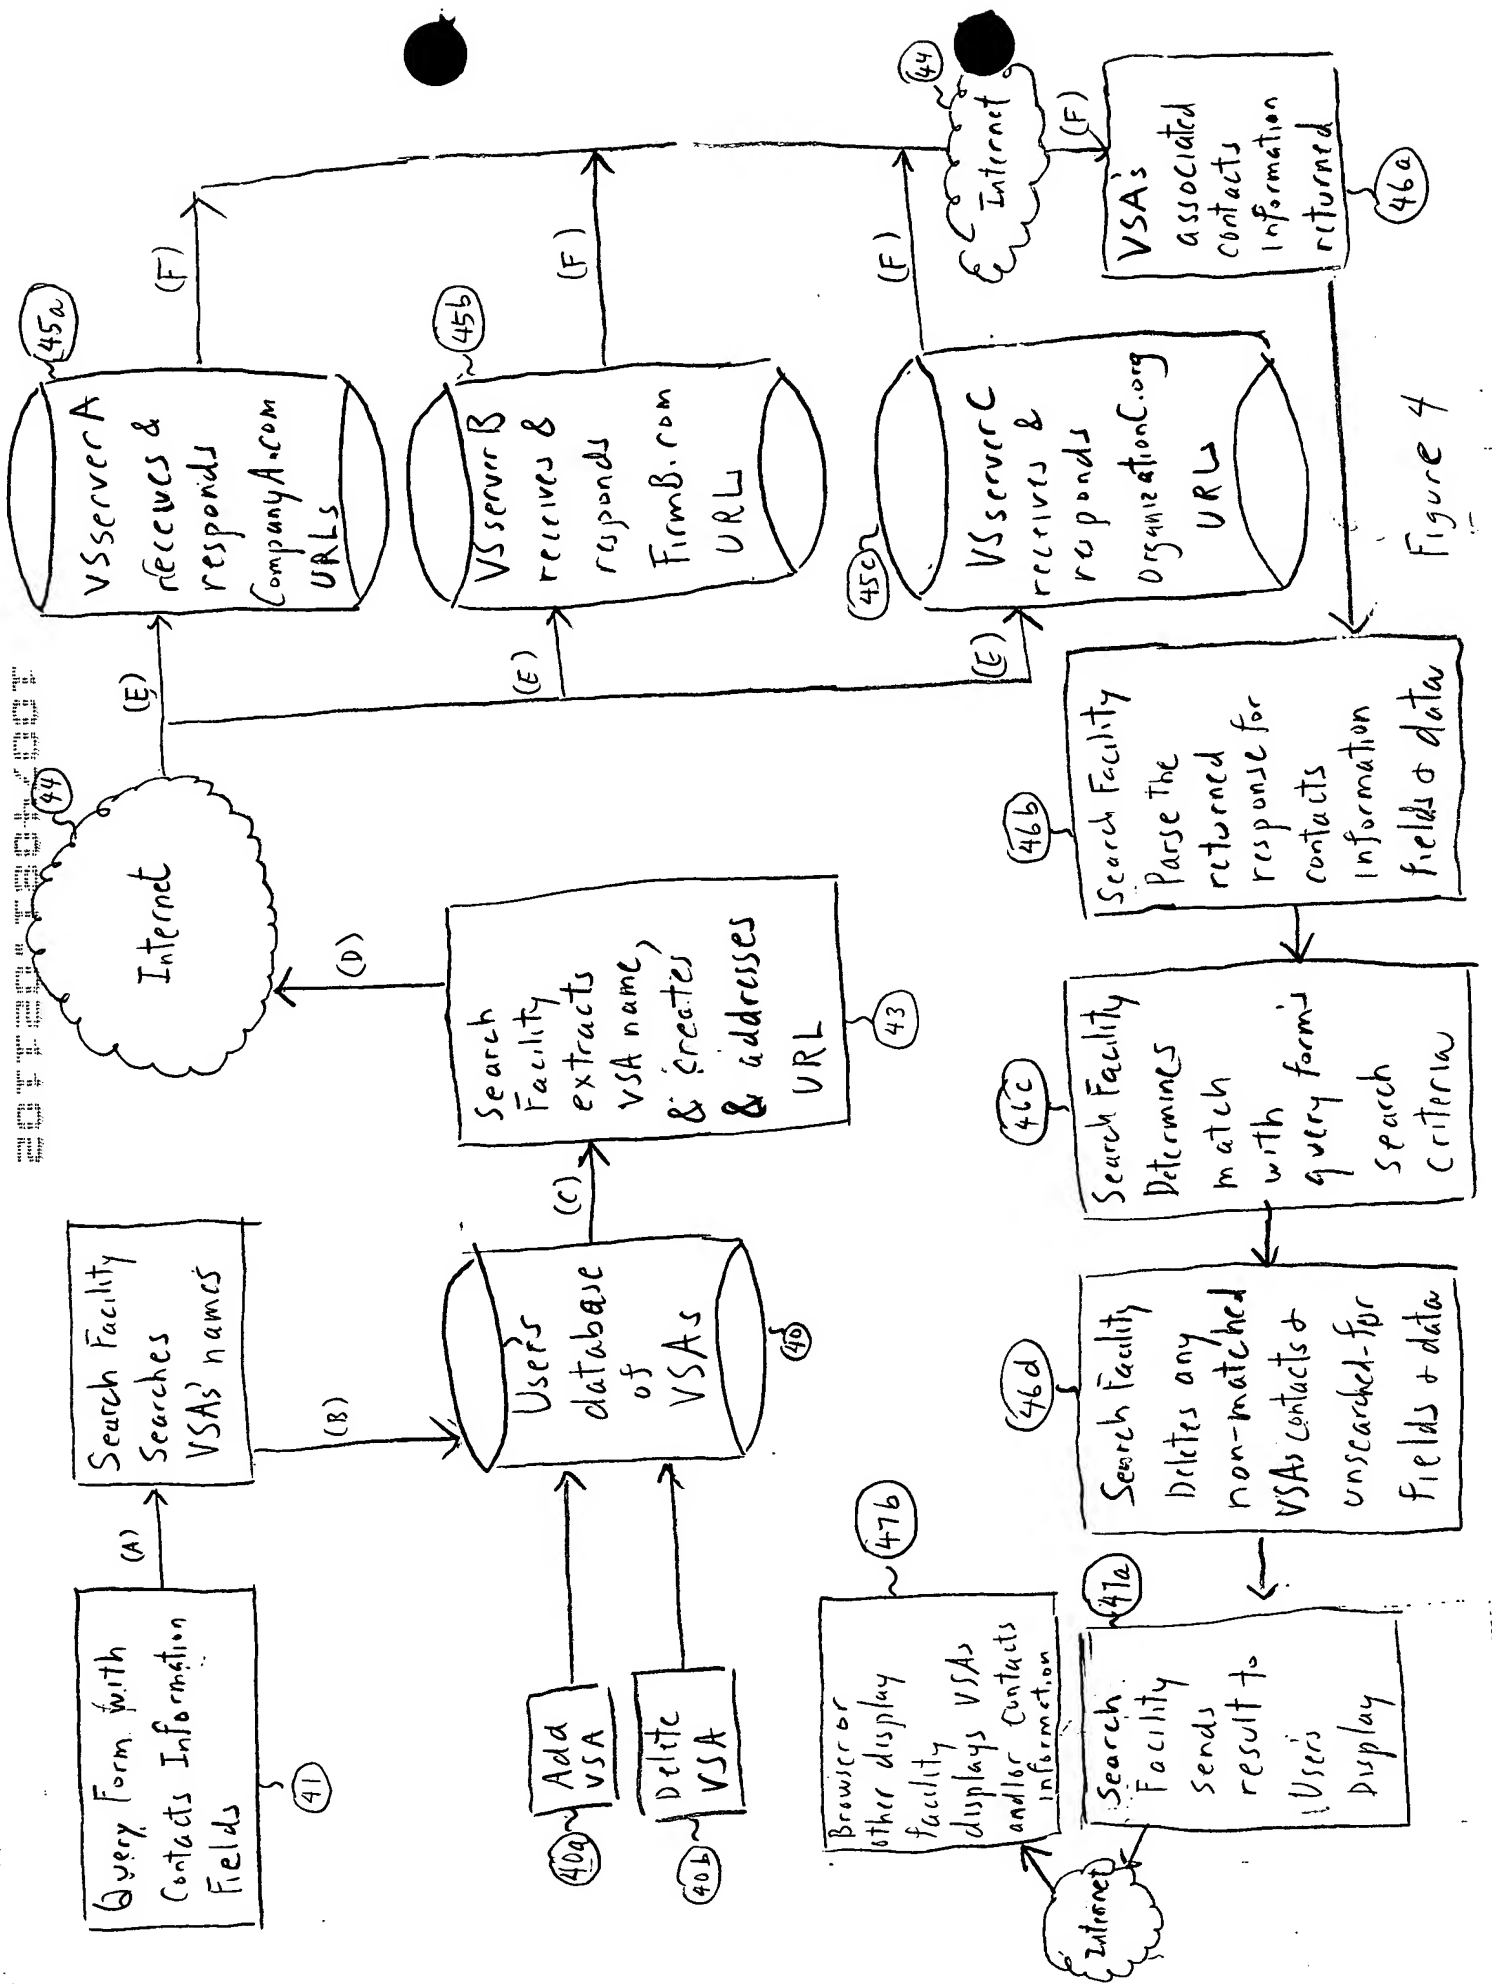 Query Form with
Contacts Information
Fields
41
(A)
Search Facility
Searches
VSAs' names
(B)
Add
VSA
40a
Delete
VSA
40b
User's
database
of
VSAs
40
(C)
Search
Facility
extracts
VSA name,
& creates
& addresses
URL
43
(D)
Internet
44
(E)
(E)
(E)
VSserver A
receives &
responds
CompanyA.com
URLs
45a
(F)
VSserver B
receives &
responds
FirmB.com
URLs
45b
(F)
VSserver C
receives &
responds
OrganizationC.org
URLs
45c
(F)
Internet
44
(F)
VSA's
associated
contacts
information
returned
46a
Search Facility
Parse the
returned
response for
contacts
information
fields & data
46b
Search Facility
Determines
match
with
query form's
search
criteria
46c
Search Facility
Deletes any
non-matched
VSAs contacts &
unsearched-for
fields & data
46d
Search
Facility
sends
result to
User's
Display
47a
Internet
Browser or
other display
facility
displays VSAs
and/or contacts
information
47b
Figure 4